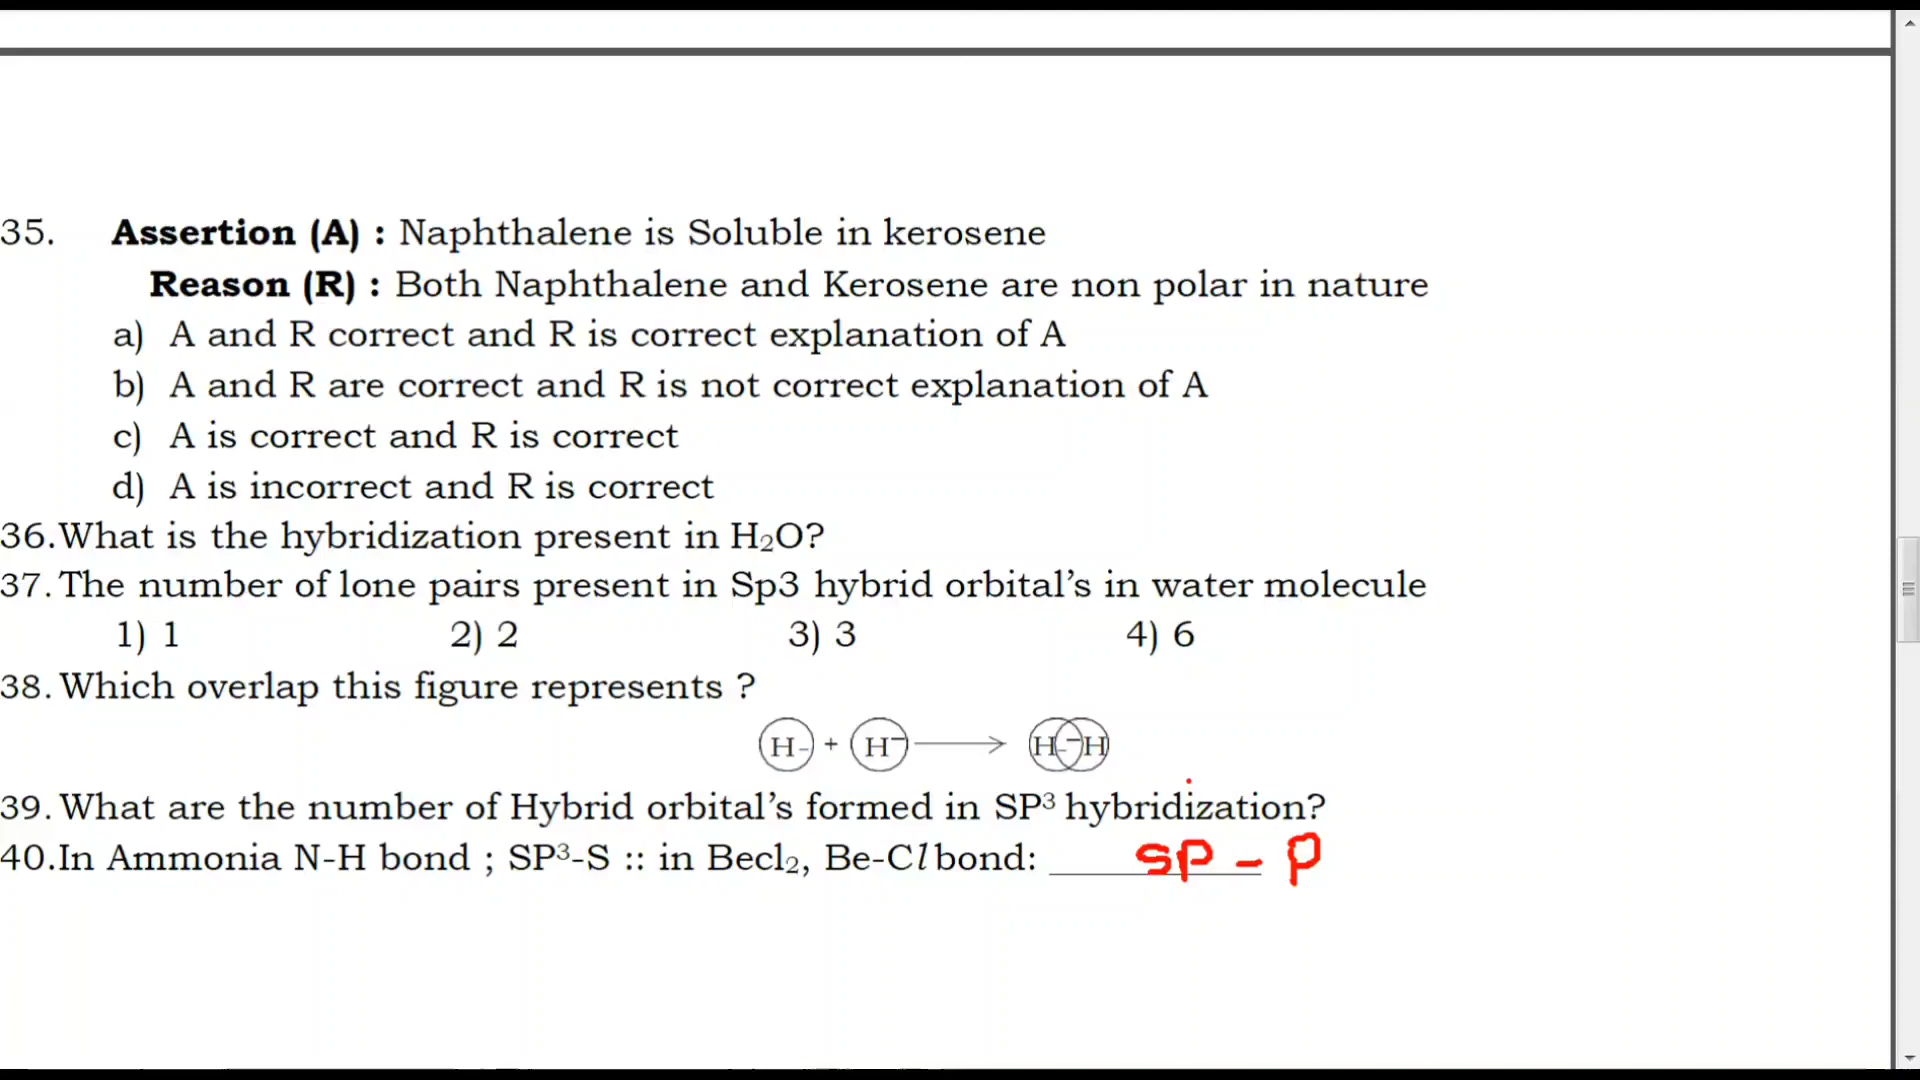 35. Assertion (A) : Naphthalene is Soluble in kerosene
Reason (R) : Both Naphthalene and Kerosene are non polar in nature
a) A and R correct and R is correct explanation of A
b) A and R are correct and R is not correct explanation of A
c) A is correct and R is correct
d) A is incorrect and R is correct
36.What is the hybridization present in H₂O?
37. The number of lone pairs present in Sp3 hybrid orbital’s in water molecule
1) 1 2) 2 3) 3 4) 6
38. Which overlap this figure represents ?
H- + H- → H-H
39. What are the number of Hybrid orbital’s formed in SP³ hybridization?
40.In Ammonia N-H bond ; SP³-S :: in Becl₂, Be-Cl bond: ________ SP - P